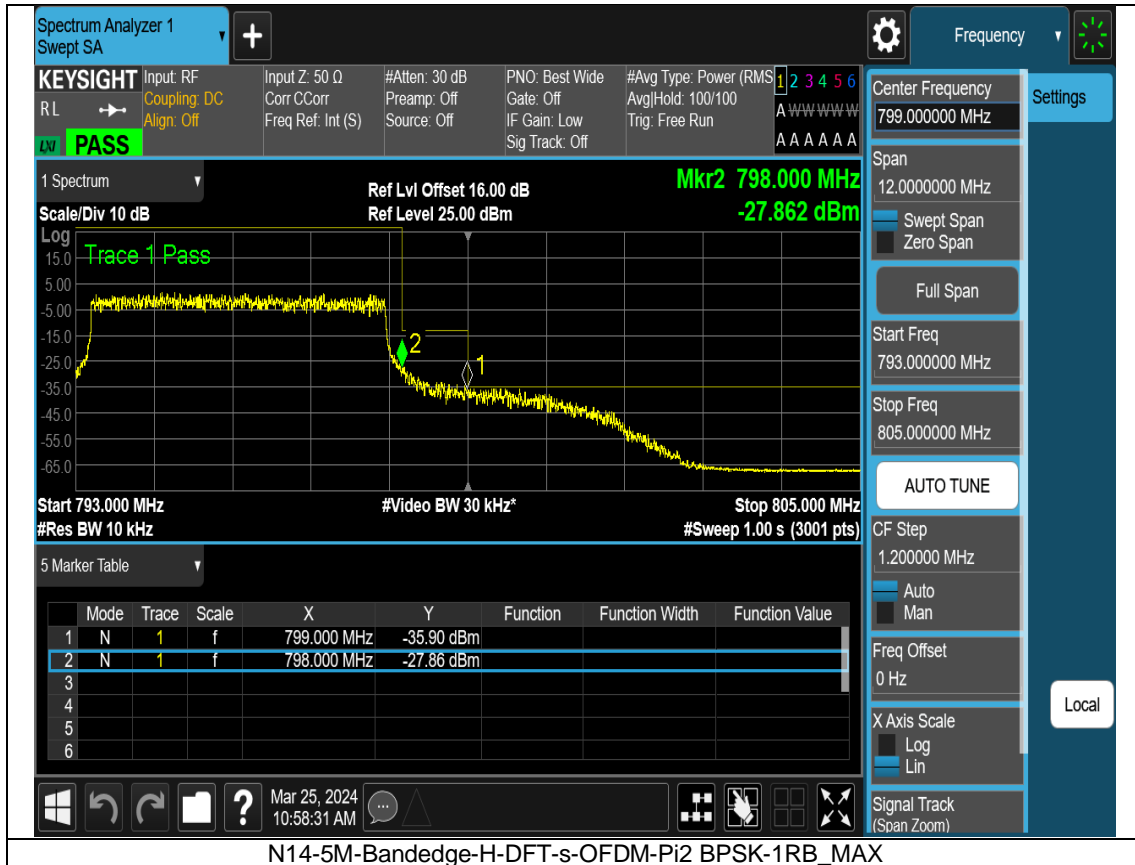 Spectrum Analyzer 1
Swept SA
+
Frequency
KEYSIGHT
R L
LXI PASS
Input: RF
Coupling: DC
Align: Off
Input Z: 50 Ω
Corr CCorr
Freq Ref: Int (S)
#Atten: 30 dB
Preamp: Off
Source: Off
PNO: Best Wide
Gate: Off
IF Gain: Low
Sig Track: Off
#Avg Type: Power (RMS
Avg|Hold: 100/100
Trig: Free Run
1 2 3 4 5 6
A W W W W W
A A A A A A
1 Spectrum
Scale/Div 10 dB
Ref Lvl Offset 16.00 dB
Ref Level 25.00 dBm
Mkr2 798.000 MHz
-27.862 dBm
Log
Trace 1 Pass
15.0
5.00
-5.00
-15.0
-25.0
-35.0
-45.0
-55.0
-65.0
2
1
Start 793.000 MHz
#Video BW 30 kHz*
Stop 805.000 MHz
#Res BW 10 kHz
#Sweep 1.00 s (3001 pts)
5 Marker Table
Mode Trace Scale X Y Function Function Width Function Value
1 N 1 f 799.000 MHz -35.90 dBm
2 N 1 f 798.000 MHz -27.86 dBm
3
4
5
6
?
Mar 25, 2024
10:58:31 AM
Center Frequency
799.000000 MHz
Settings
Span
12.0000000 MHz
Swept Span
Zero Span
Full Span
Start Freq
793.000000 MHz
Stop Freq
805.000000 MHz
AUTO TUNE
CF Step
1.200000 MHz
Auto
Man
Freq Offset
0 Hz
Local
X Axis Scale
Log
Lin
Signal Track
(Span Zoom)
N14-5M-Bandedge-H-DFT-s-OFDM-Pi2 BPSK-1RB_MAX